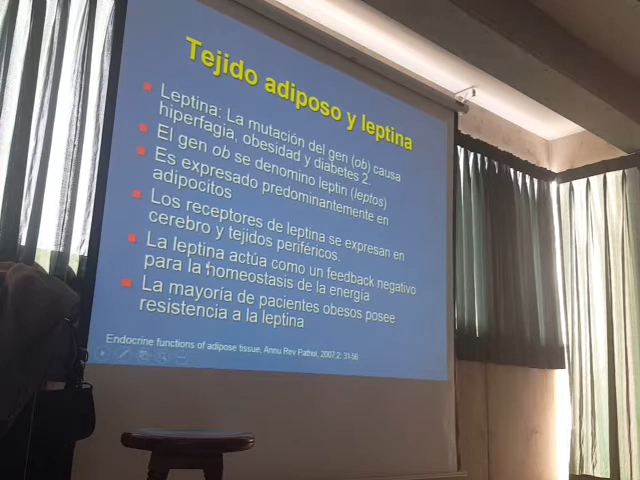 Tejido adiposo y leptina
Leptina: La mutación del gen (ob) causa
hiperfagia, obesidad y diabetes 2.
El gen ob se denomino leptin (leptos)
Es expresado predominantemente en
adipocitos
Los receptores de leptina se expresan en
cerebro y tejidos periféricos.
La leptina actúa como un feedback negativo
para la homeostasis de la energía
La mayoría de pacientes obesos posee
resistencia a la leptina
Endocrine functions of adipose tissue, Annu Rev Pathol, 2007;2: 31-56